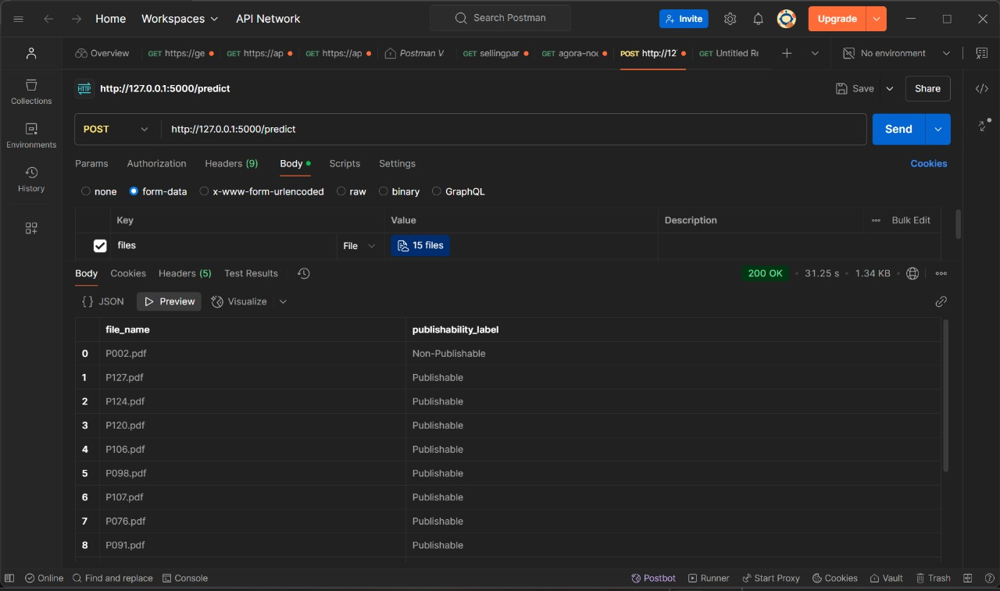 Home Workspaces API Network Search Postman Invite Upgrade
Overview GET https://ge GET https://ap GET https://ap Postman V GET sellingpar GET agora-no POST http://12 GET Untitled Re No environment
HTTP http://127.0.0.1:5000/predict Save Share
Collections
Environments
History
POST http://127.0.0.1:5000/predict Send
Params Authorization Headers (9) Body Scripts Settings Cookies
none form-data x-www-form-urlencoded raw binary GraphQL
Key Value Description Bulk Edit
files File 15 files
Body Cookies Headers (5) Test Results 200 OK 31.25 s 1.34 KB
{} JSON Preview Visualize
file_name publishability_label
0 P002.pdf Non-Publishable
1 P127.pdf Publishable
2 P124.pdf Publishable
3 P120.pdf Publishable
4 P106.pdf Publishable
5 P098.pdf Publishable
6 P107.pdf Publishable
7 P076.pdf Publishable
8 P091.pdf Publishable
Online Find and replace Console Postbot Runner Start Proxy Cookies Vault Trash